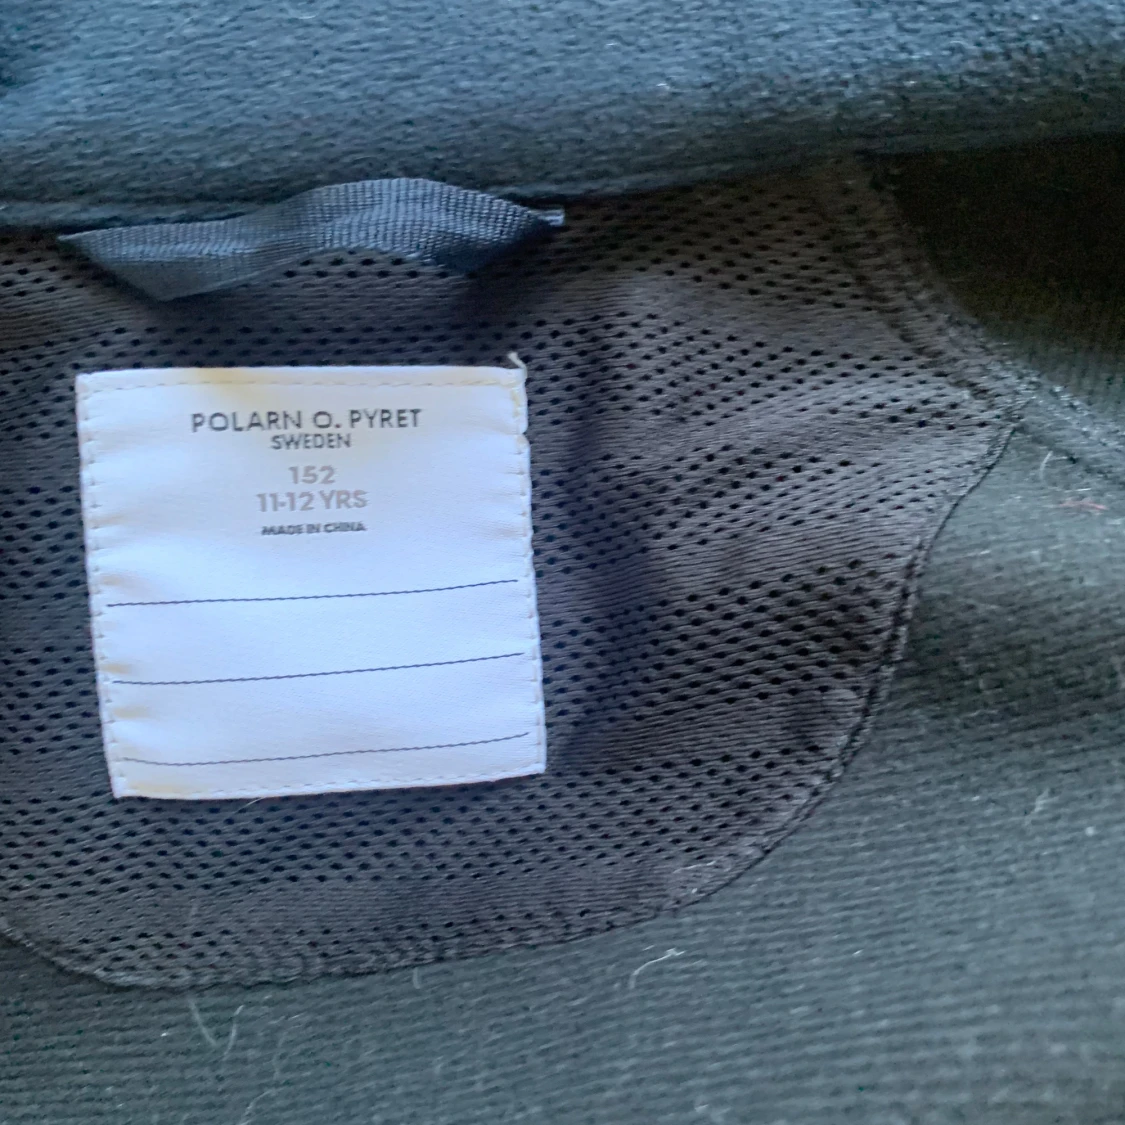 POLARN O. PYRET
SWEDEN
152
11-12 YRS
MADE IN CHINA